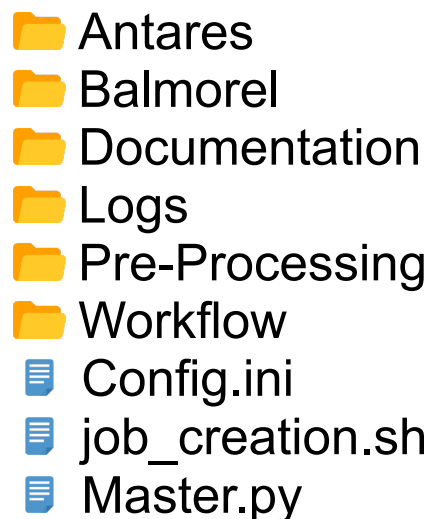 Antares
Balmorel
Documentation
Logs
Pre-Processing
Workflow
Config.ini
job_creation.sh
Master.py